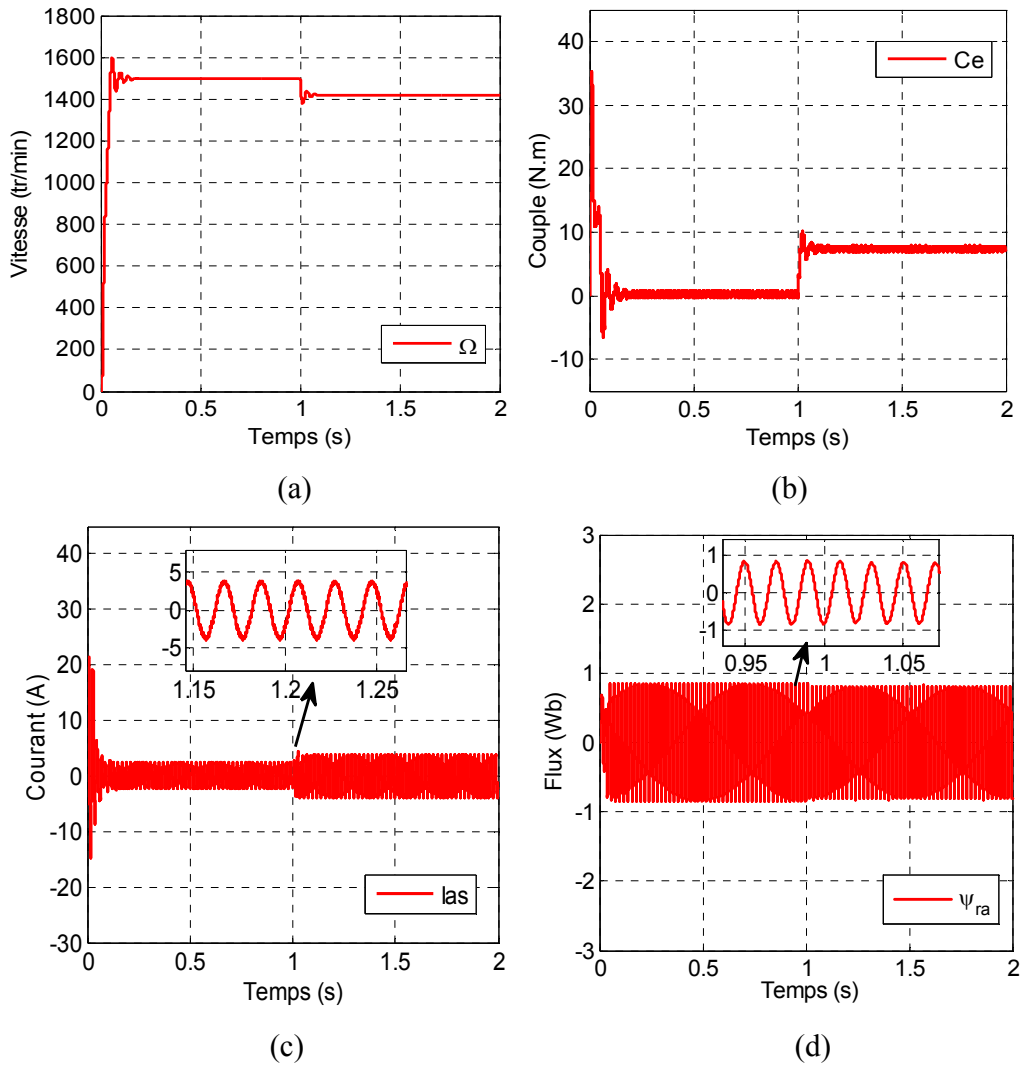 1800
1600
1400
1200
1000
800
600
400
200
0
Vitesse (tr/min)
Ω
0 0.5 1 1.5 2
Temps (s)
(a)
40
30
20
10
0
-10
Couple (N.m)
Ce
0 0.5 1 1.5 2
Temps (s)
(b)
40
30
20
10
0
-10
-20
-30
Courant (A)
5
0
-5
1.15 1.2 1.25
Ias
0 0.5 1 1.5 2
Temps (s)
(c)
3
2
1
0
-1
-2
-3
Flux (Wb)
1
0
-1
0.95 1 1.05
ψra
0 0.5 1 1.5 2
Temps (s)
(d)